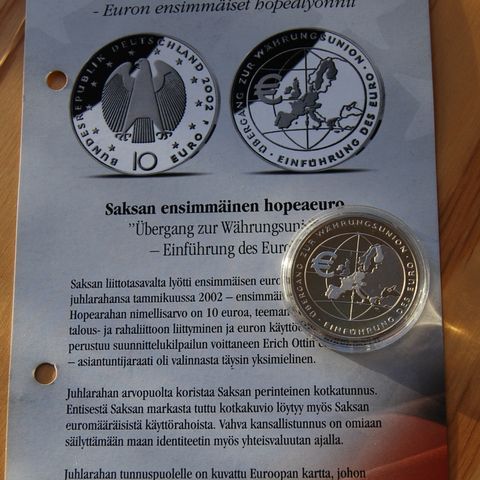 - Euron ensimmäiset hopealyönnit
BUNDESREPUBLIK DEUTSCHLAND 2002 J
10
EURO
ÜBERGANG ZUR WÄHRUNGSUNION
EINFÜHRUNG DES EURO
€
Saksan ensimmäinen hopeaeuro
"Übergang zur Währungsuni
– Einführung des Euro
Saksan liittotasavalta lyötti ensimmäisen euro
juhlarahansa tammikuussa 2002 – ensimmäi
Hopearahan nimellisarvo on 10 euroa, teeman
talous- ja rahaliittoon liittyminen ja euron käyttö
perustuu suunnittelukilpailun voittaneen Erich Ottin
– asiantuntijaraati oli valinnasta täysin yksimielinen.
ÜBERGANG ZUR WÄHRUNGSUNION
EINFÜHRUNG DES EURO
€
Juhlarahan arvopuolta koristaa Saksan perinteinen kotkatunnus.
Entisestä Saksan markasta tuttu kotkakuvio löytyy myös Saksan
euromääräisistä käyttörahoista. Vahva kansallistunnus on omiaan
säilyttämään maan identiteetin myös yhteisvaluutan ajalla.
Juhlarahan tunnuspuolelle on kuvattu Euroopan kartta, johon